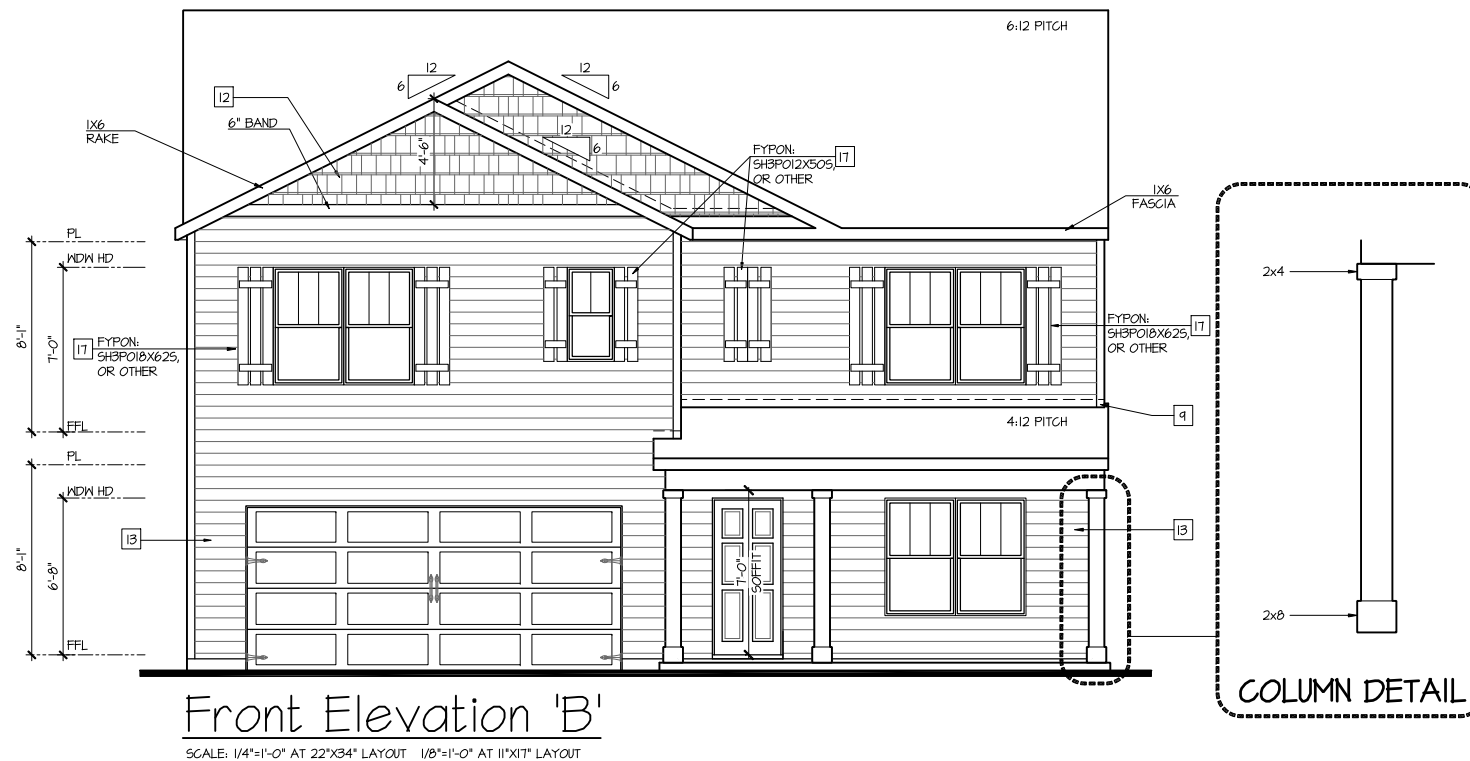 6:12 PITCH
12
6
12
6
12
6
12
6" BAND
1X6
RAKE
4'-6"
FYPON:
SH3P012X50S,
OR OTHER
17
1X6
FASCIA
PL
WDW HD
8'-1"
7'-0"
17
FYPON:
SH3P018X62S,
OR OTHER
FYPON:
SH3P018X62S,
OR OTHER
17
2x4
9
4:12 PITCH
FFL
PL
WDW HD
8'-1"
6'-8"
13
7'-0"
SOFFIT
13
FFL
2x8
COLUMN DETAIL
Front Elevation 'B'
SCALE: 1/4"=1'-0" AT 22"X34" LAYOUT 1/8"=1'-0" AT 11"X17" LAYOUT